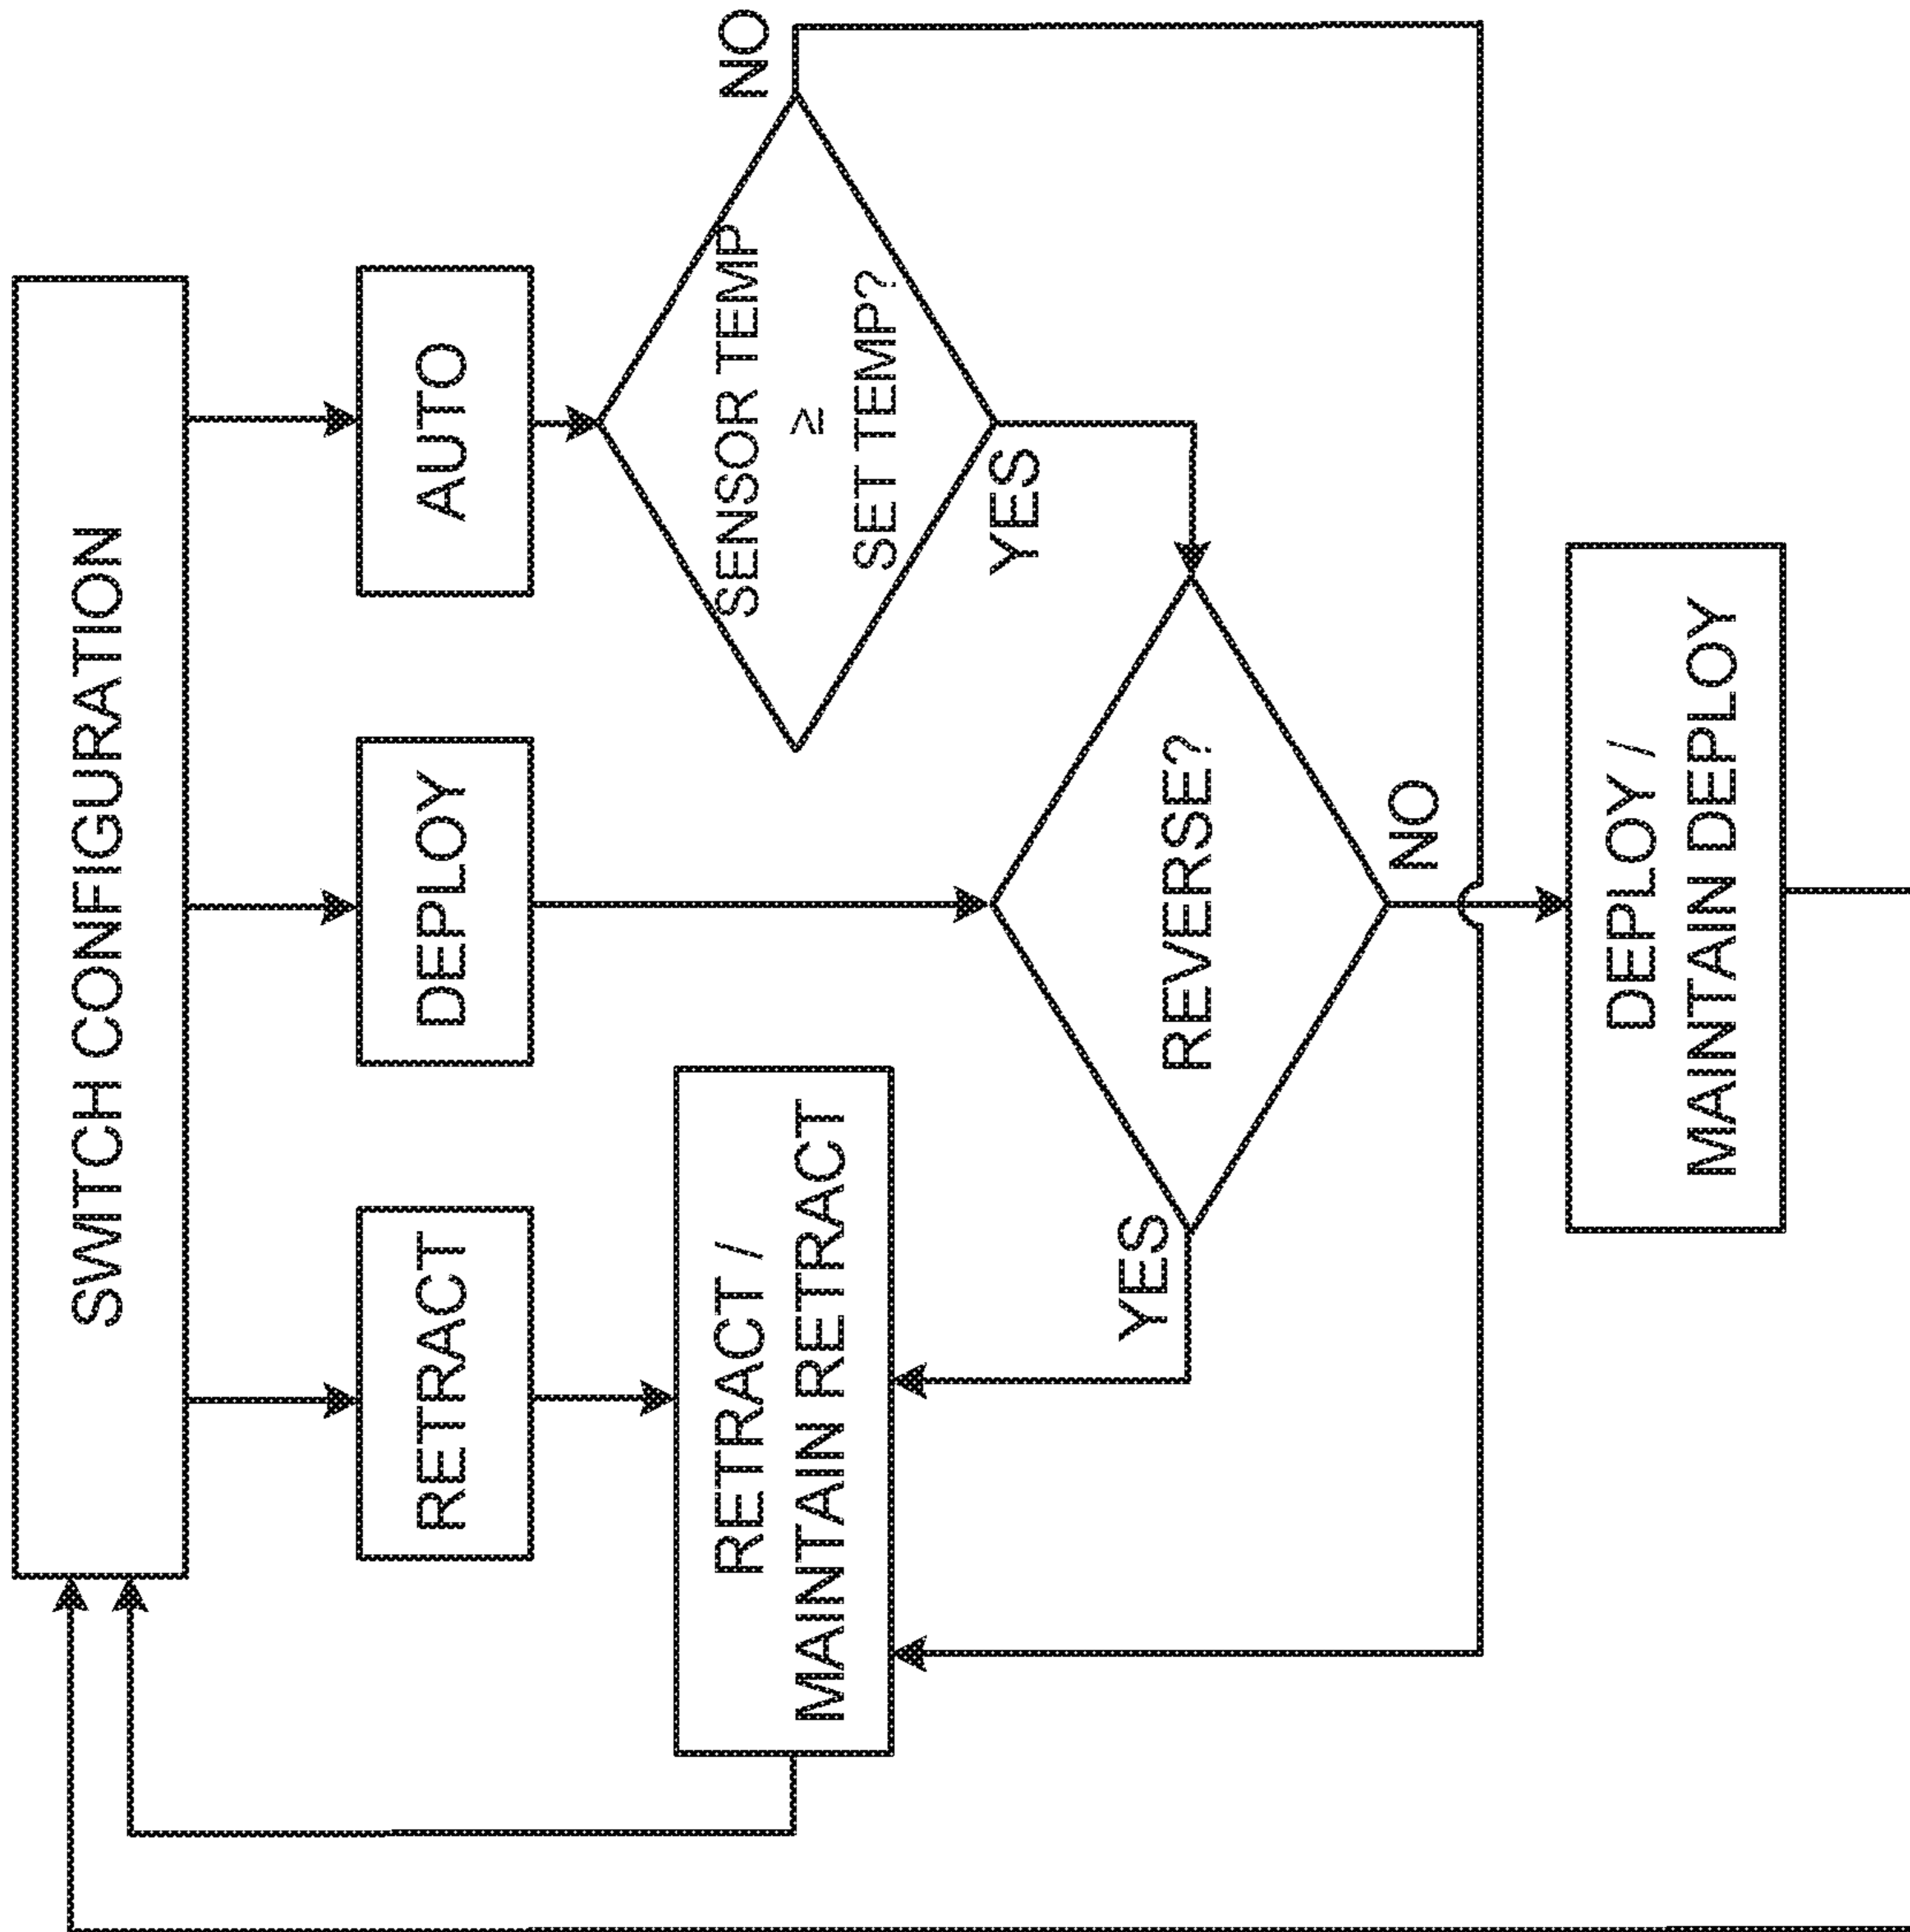 SWITCH CONFIGURATION
RETRACT
DEPLOY
AUTO
RETRACT /
MAINTAIN RETRACT
SENSOR TEMP
≥
SET TEMP?
NO
YES
YES
REVERSE?
NO
DEPLOY /
MAINTAIN DEPLOY